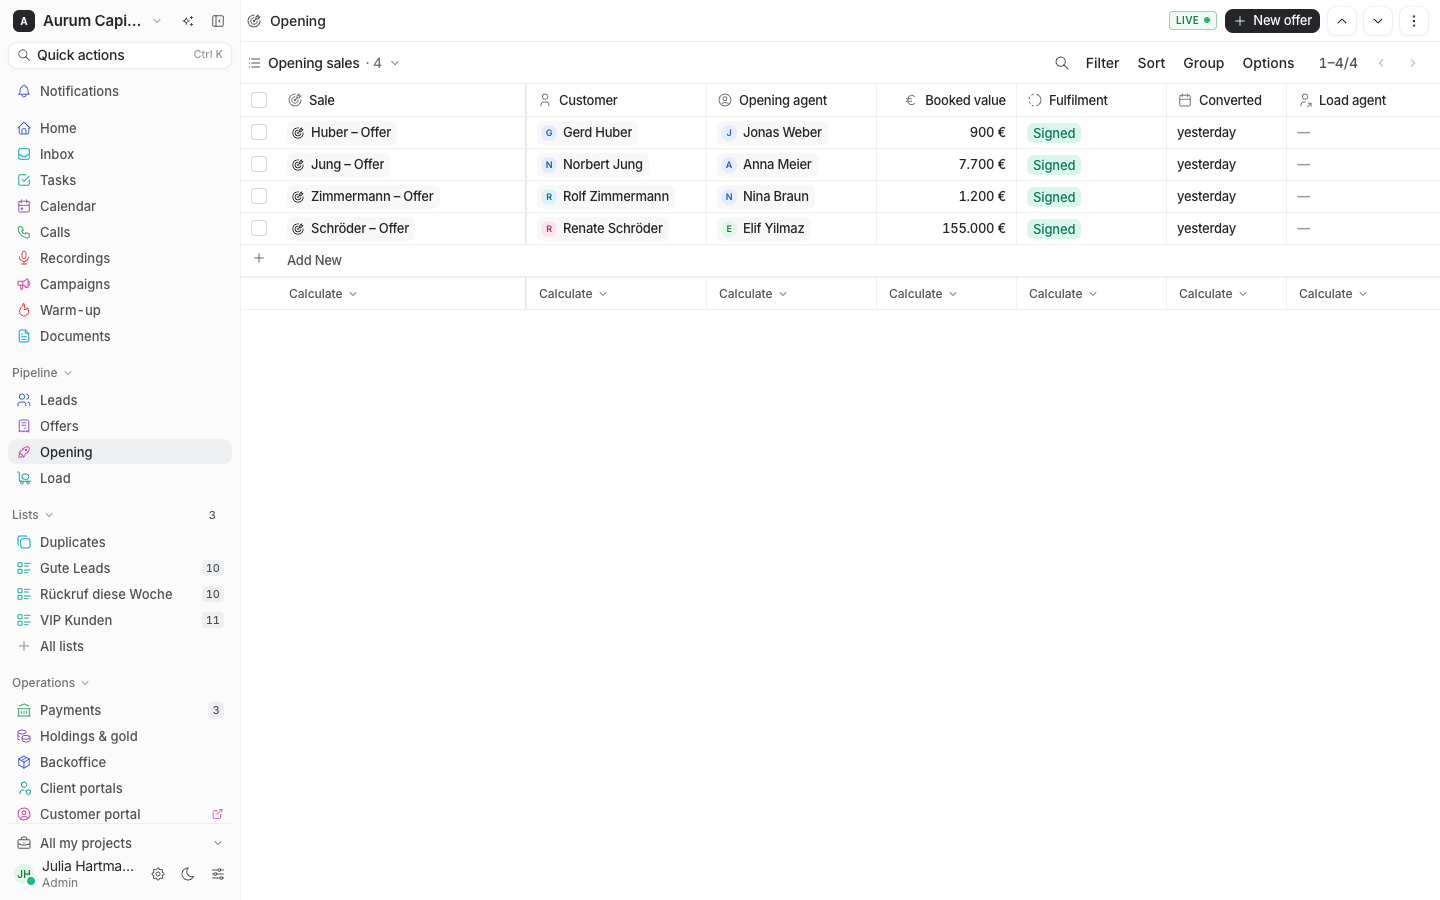 A Aurum Capi...
Quick actions Ctrl K
Notifications
Home
Inbox
Tasks
Calendar
Calls
Recordings
Campaigns
Warm-up
Documents
Pipeline
Leads
Offers
Opening
Load
Lists 3
Duplicates
Gute Leads 10
Rückruf diese Woche 10
VIP Kunden 11
All lists
Operations
Payments 3
Holdings & gold
Backoffice
Client portals
Customer portal
All my projects
JH Julia Hartma...
Admin
Opening LIVE New offer
Opening sales · 4 Filter Sort Group Options 1–4/4
Sale Customer Opening agent € Booked value Fulfilment Converted Load agent
Huber – Offer G Gerd Huber J Jonas Weber 900 € Signed yesterday —
Jung – Offer N Norbert Jung A Anna Meier 7.700 € Signed yesterday —
Zimmermann – Offer R Rolf Zimmermann N Nina Braun 1.200 € Signed yesterday —
Schröder – Offer R Renate Schröder E Elif Yilmaz 155.000 € Signed yesterday —
Add New
Calculate Calculate Calculate Calculate Calculate Calculate Calculate